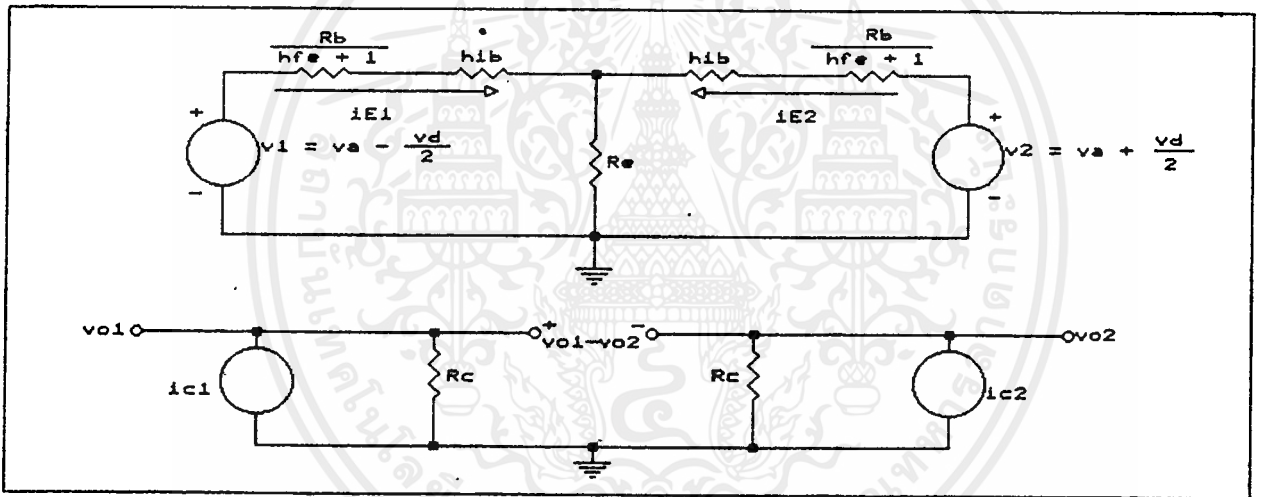 Rb
hfe + 1
hib
hib
Rb
hfe + 1
iE1
iE2
+
v1 = va - vd
2
-
Re
+
v2 = va + vd
2
-
vo1
+
vo1-vo2
-
vo2
ic1
Rc
Rc
ic2